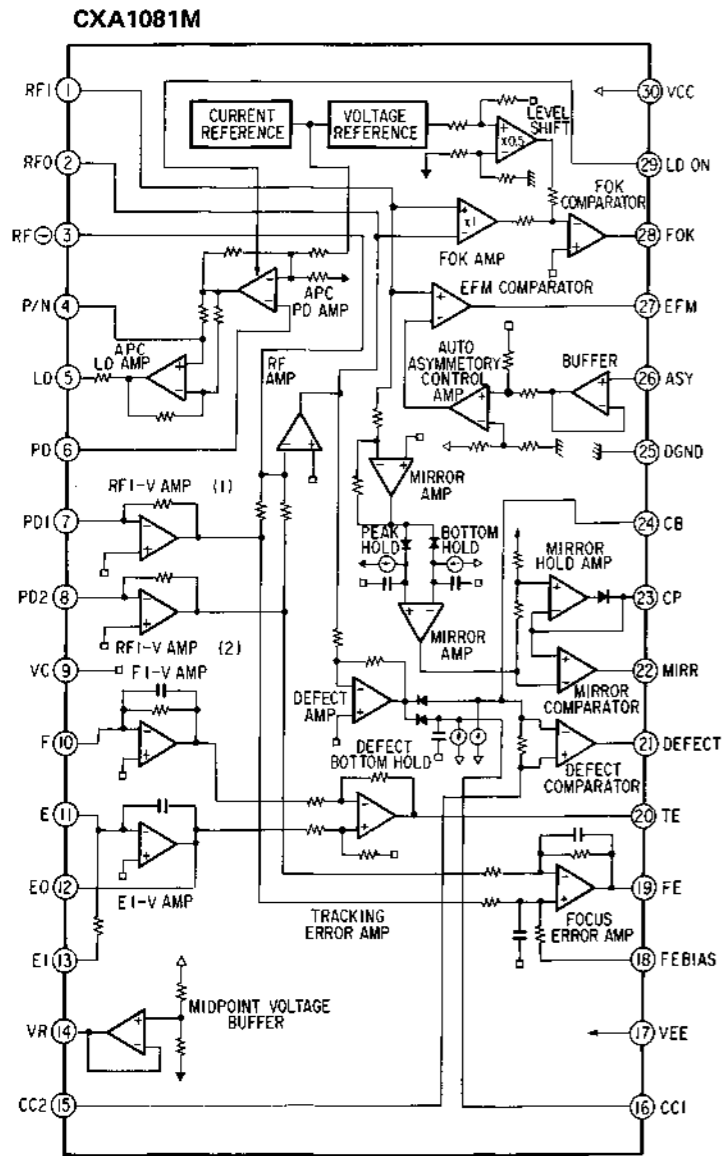 CXA1081M
RFI 1
RFO 2
RF⊖ 3
P/N 4
LD 5
PD 6
PD1 7
PD2 8
VC 9
F 10
E 11
EO 12
EI 13
VR 14
CC2 15
30 VCC
29 LD ON
28 FOK
27 EFM
26 ASY
25 DGND
24 CB
23 CP
22 MIRR
21 DEFECT
20 TE
19 FE
18 FEBIAS
17 VEE
16 CC1
CURRENT
REFERENCE
VOLTAGE
REFERENCE
LEVEL
SHIFT
+
×0.5
−
FOK COMPARATOR
+
×1
−
FOK AMP
−
+
APC
PD AMP
−
+
EFM COMPARATOR
+
−
APC
LD AMP
+
−
RF
AMP
−
+
AUTO
ASYMMETORY
CONTROL
AMP
+
−
BUFFER
+
−
−
+
MIRROR
AMP
RF I-V AMP (1)
−
+
PEAK
HOLD
BOTTOM
HOLD
MIRROR
HOLD AMP
+
−
−
+
RF I-V AMP (2)
+
−
MIRROR
AMP
+
−
MIRROR
COMPARATOR
F I-V AMP
−
+
DEFECT
AMP
−
+
DEFECT
BOTTOM HOLD
−
+
DEFECT
COMPARATOR
−
+
E I-V AMP
−
+
TRACKING
ERROR AMP
−
+
FOCUS
ERROR AMP
MIDPOINT VOLTAGE
BUFFER
+
−